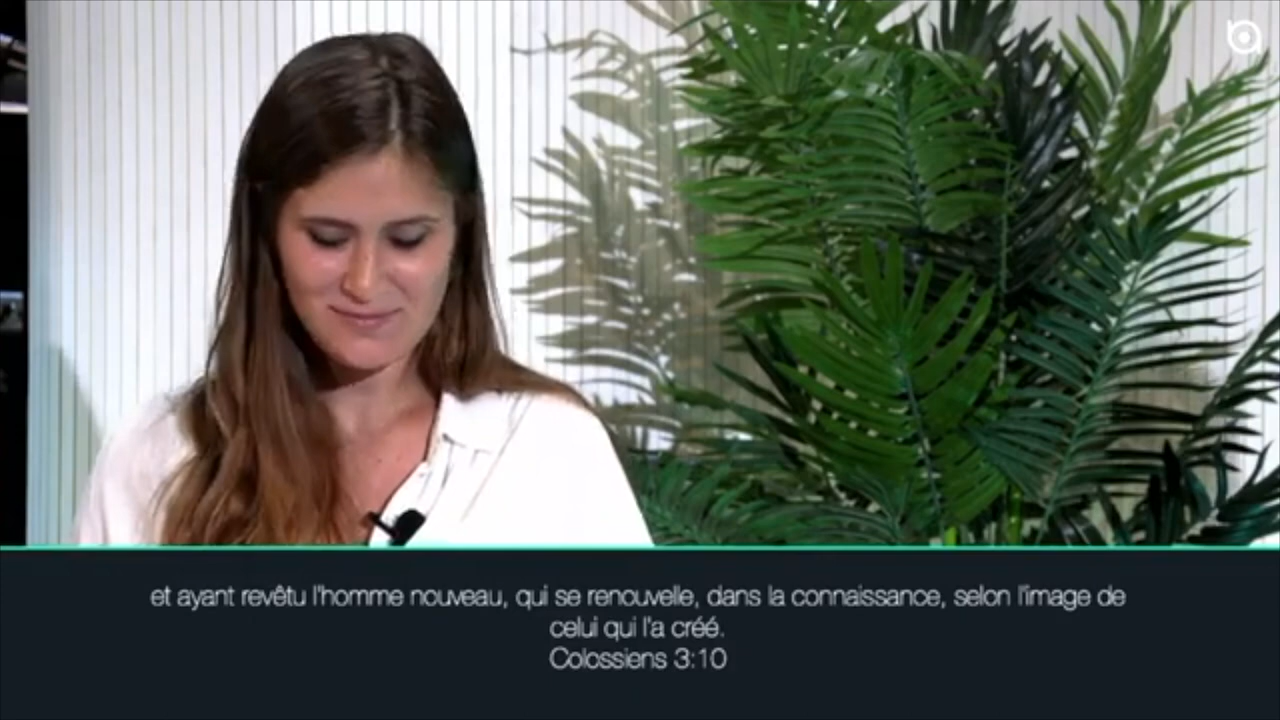 et ayant revêtu l'homme nouveau, qui se renouvelle, dans la connaissance, selon l'image de
celui qui l'a créé.
Colossiens 3:10